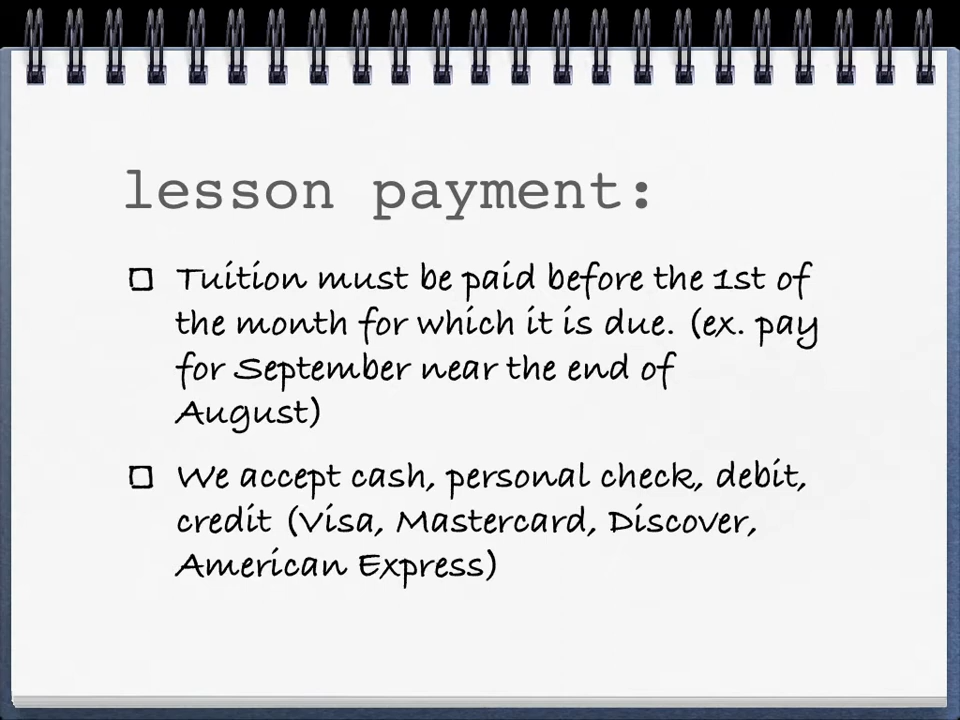 lesson payment:
Tuition must be paid before the 1st of
the month for which it is due. (ex. pay
for September near the end of
August)
We accept cash, personal check, debit,
credit (Visa, Mastercard, Discover,
American Express)